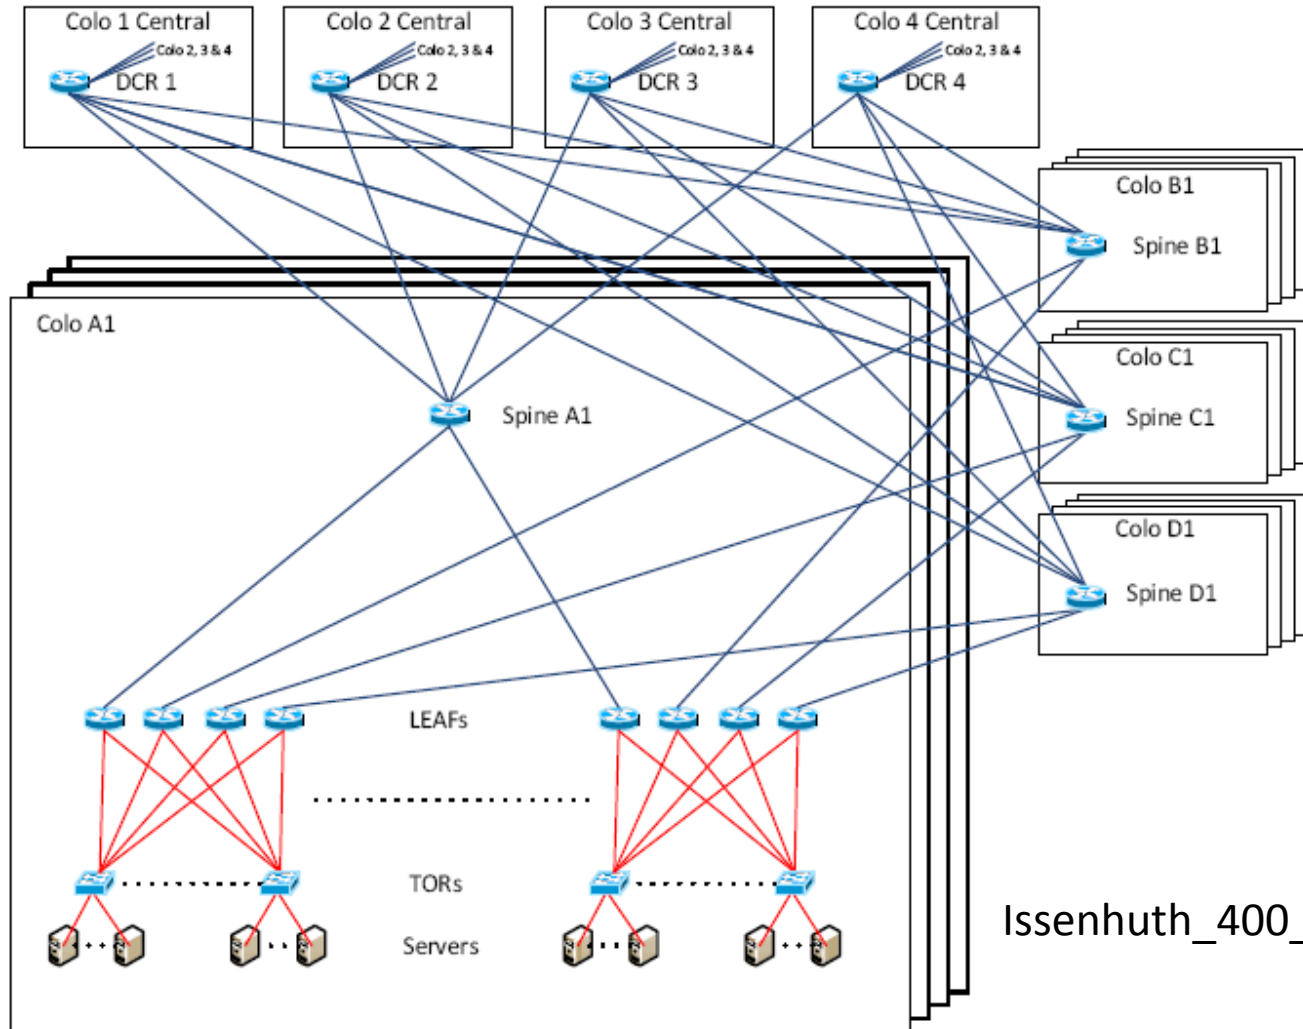 Colo 1 Central
Colo 2, 3 & 4
DCR 1
Colo 2 Central
Colo 2, 3 & 4
DCR 2
Colo 3 Central
Colo 2, 3 & 4
DCR 3
Colo 4 Central
Colo 2, 3 & 4
DCR 4
Colo B1
Spine B1
Colo A1
Colo C1
Spine A1
Spine C1
Colo D1
Spine D1
LEAFs
TORs
Servers
Issenhuth_400_